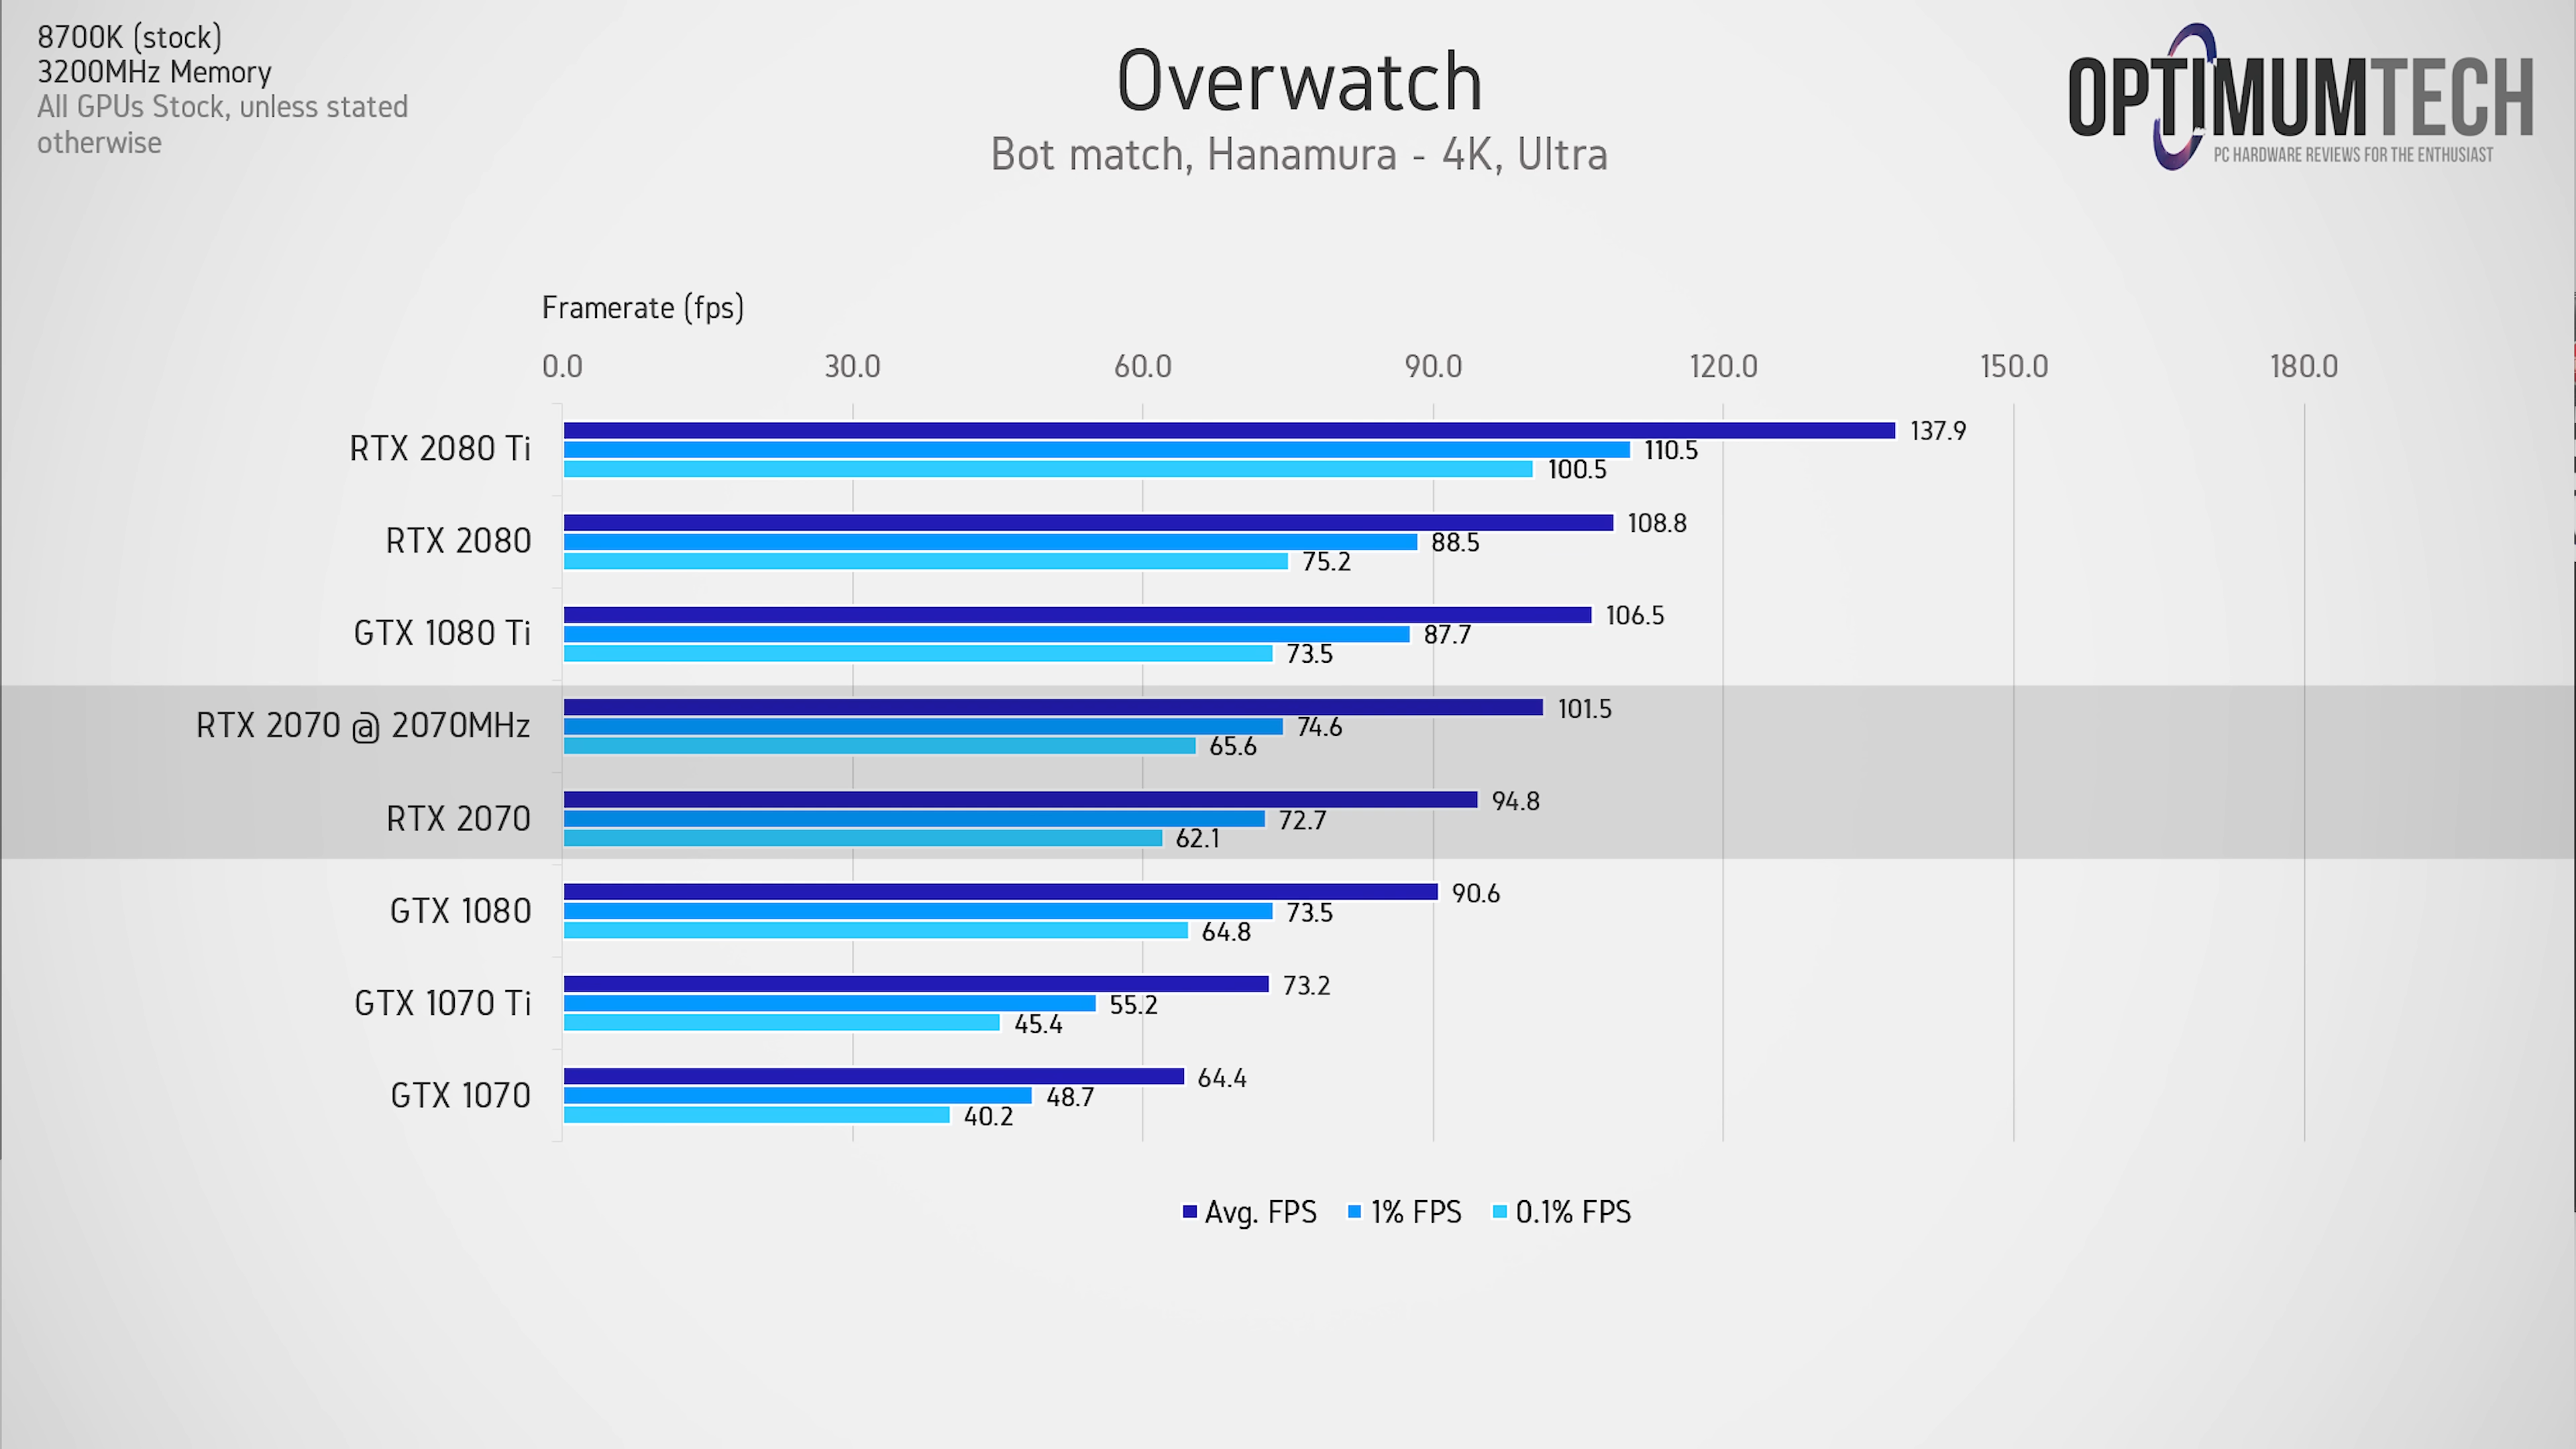 8700K (stock)
3200MHz Memory
All GPUs Stock, unless stated
otherwise
Overwatch
Bot match, Hanamura - 4K, Ultra
OPTIMUMTECH
PC HARDWARE REVIEWS FOR THE ENTHUSIAST
Framerate (fps)
0.0 30.0 60.0 90.0 120.0 150.0 180.0
RTX 2080 Ti
137.9
110.5
100.5
RTX 2080
108.8
88.5
75.2
GTX 1080 Ti
106.5
87.7
73.5
RTX 2070 @ 2070MHz
101.5
74.6
65.6
RTX 2070
94.8
72.7
62.1
GTX 1080
90.6
73.5
64.8
GTX 1070 Ti
73.2
55.2
45.4
GTX 1070
64.4
48.7
40.2
Avg. FPS 1% FPS 0.1% FPS